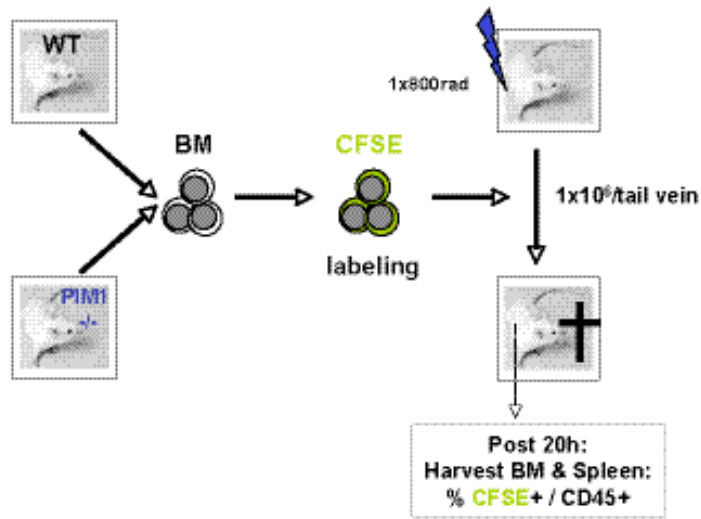 WT
1x800rad
BM
CFSE
1x10⁶/tail vein
labeling
PIM1
-/-
Post 20h:
Harvest BM & Spleen:
% CFSE+ / CD45+